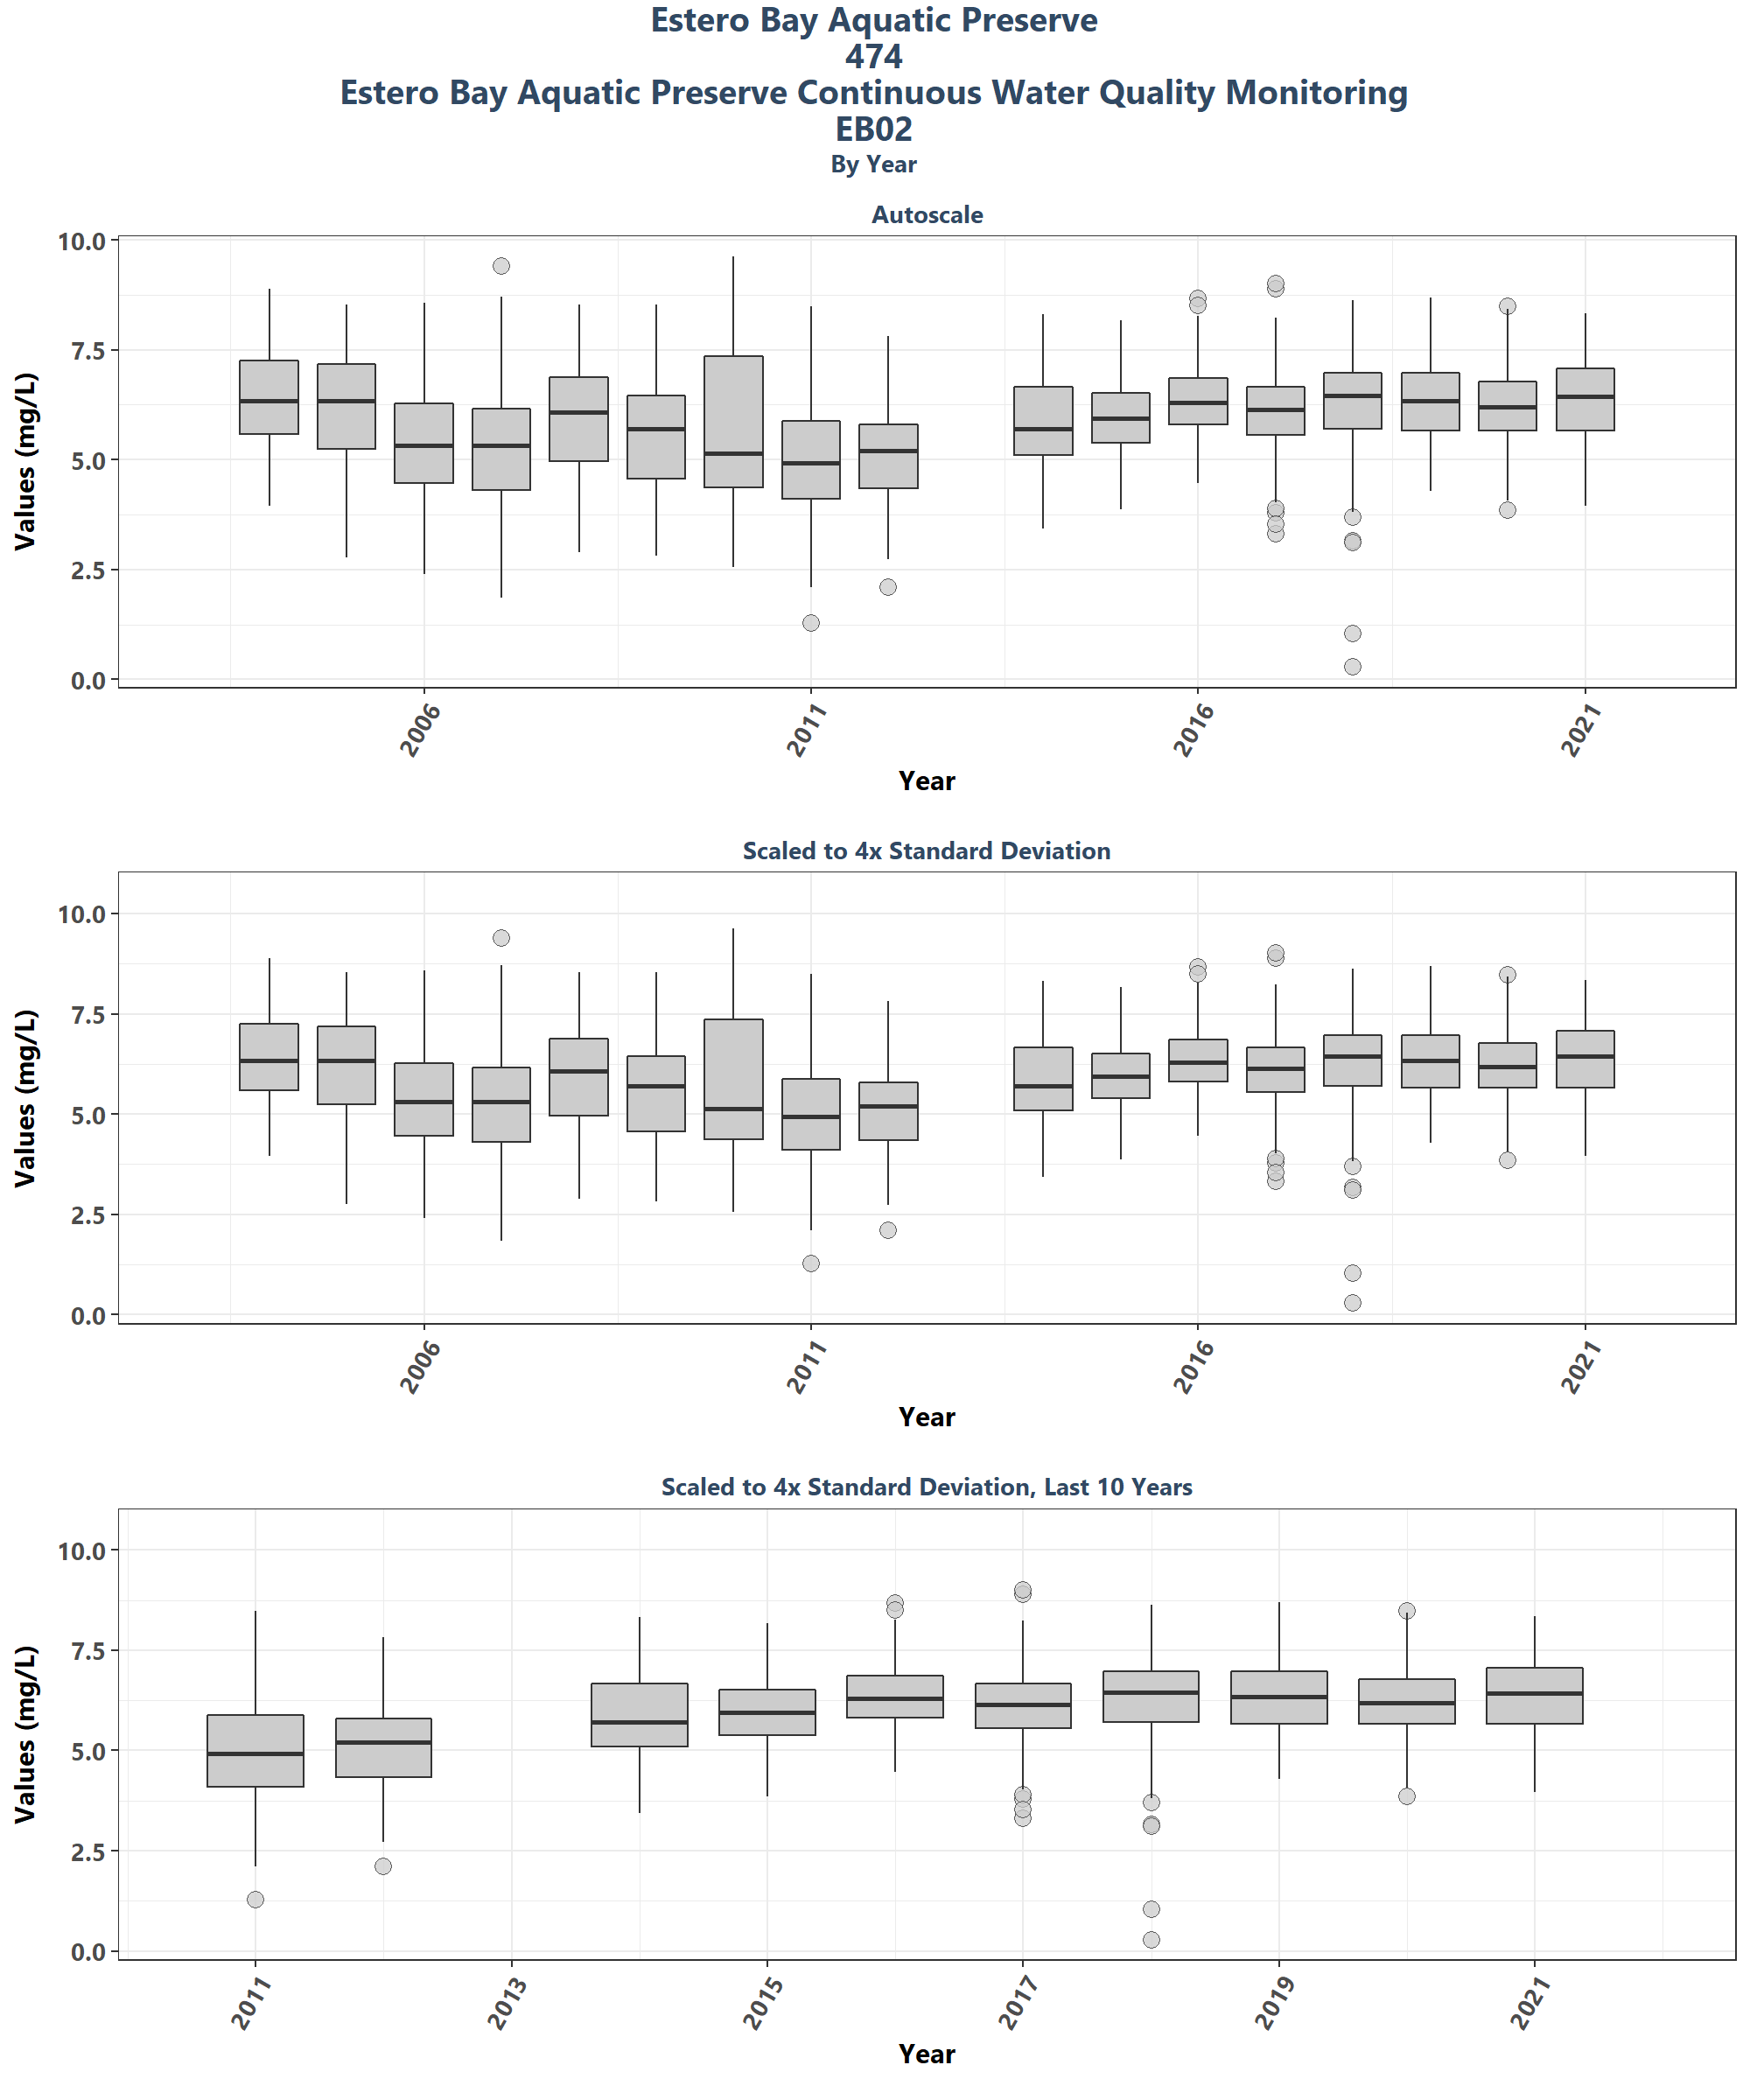 Estero Bay Aquatic Preserve
474
Estero Bay Aquatic Preserve Continuous Water Quality Monitoring
EB02
By Year
Autoscale
10.0
7.5
5.0
2.5
0.0
Values (mg/L)
2006
2011
2016
2021
Year
Scaled to 4x Standard Deviation
10.0
7.5
5.0
2.5
0.0
Values (mg/L)
2006
2011
2016
2021
Year
Scaled to 4x Standard Deviation, Last 10 Years
10.0
7.5
5.0
2.5
0.0
Values (mg/L)
2011
2013
2015
2017
2019
2021
Year